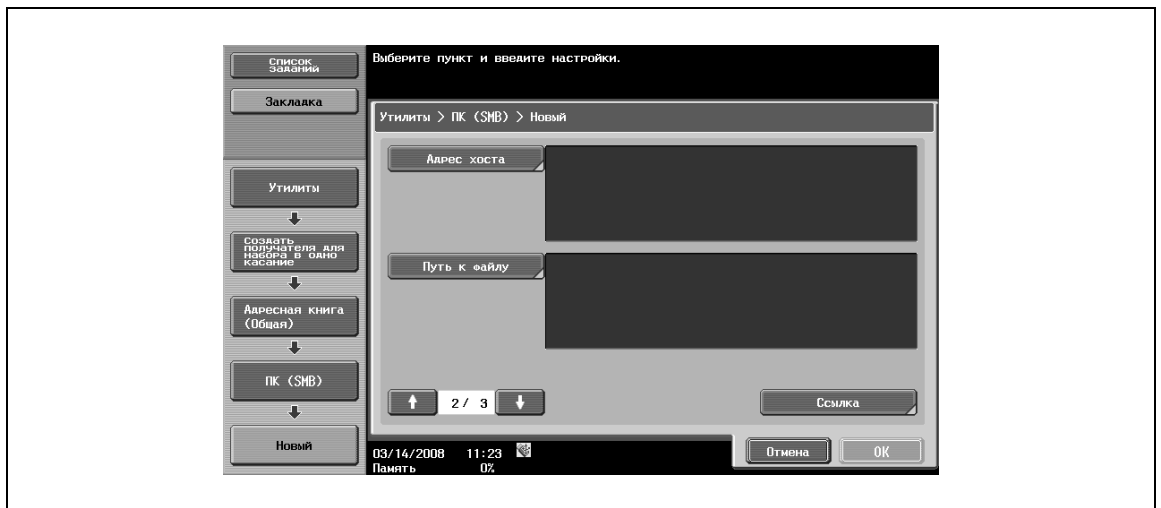 Список
заданий
Закладка
Утилиты
Создать
получателя для
набора в одно
касание
Адресная книга
(Общая)
ПК (SMB)
Новый
Выберите пункт и введите настройки.
Утилиты > ПК (SMB) > Новый
Адрес хоста
Путь к файлу
2/ 3
Ссылка
03/14/2008 11:23
Память 0%
Отмена
OK